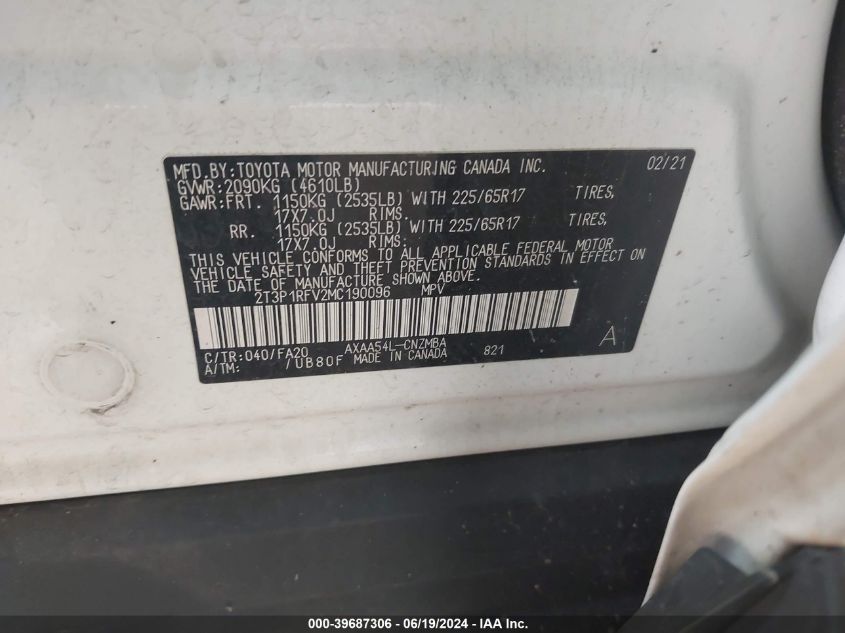 MFD.BY:TOYOTA MOTOR MANUFACTURING CANADA INC. 02/21
GVWR:2090KG (4610LB)
GAWR:FRT. 1150KG (2535LB) WITH 225/65R17 TIRES,
17X7.0J RIMS.
RR. 1150KG (2535LB) WITH 225/65R17 TIRES,
17X7.0J RIMS.
THIS VEHICLE CONFORMS TO ALL APPLICABLE FEDERAL MOTOR
VEHICLE SAFETY AND THEFT PREVENTION STANDARDS IN EFFECT ON
THE DATE OF MANUFACTURE SHOWN ABOVE.
2T3P1RFV2MC190096 MPV
C/TR:040/FA20 AXAA54L-CNZMBA A
A/TM: /UB80F MADE IN CANADA 821
000-39687306 / 06/19/2024 - IAA Inc.